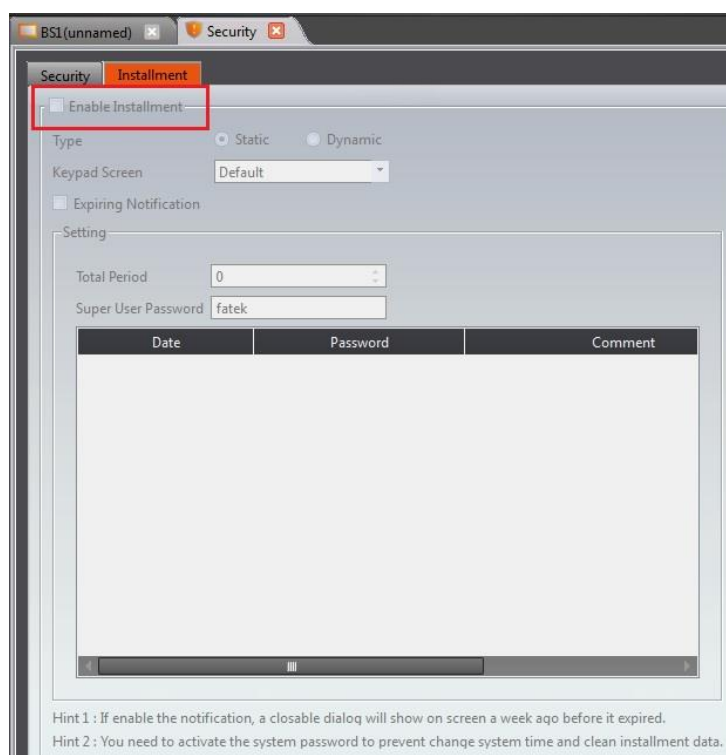 BS1(unnamed) Security
Security Installment
Enable Installment
Type Static Dynamic
Keypad Screen Default
Expiring Notification
Setting
Total Period 0
Super User Password fatek
Date Password Comment
Hint 1 : If enable the notification, a closable dialog will show on screen a week ago before it expired.
Hint 2 : You need to activate the system password to prevent change system time and clean installment data.